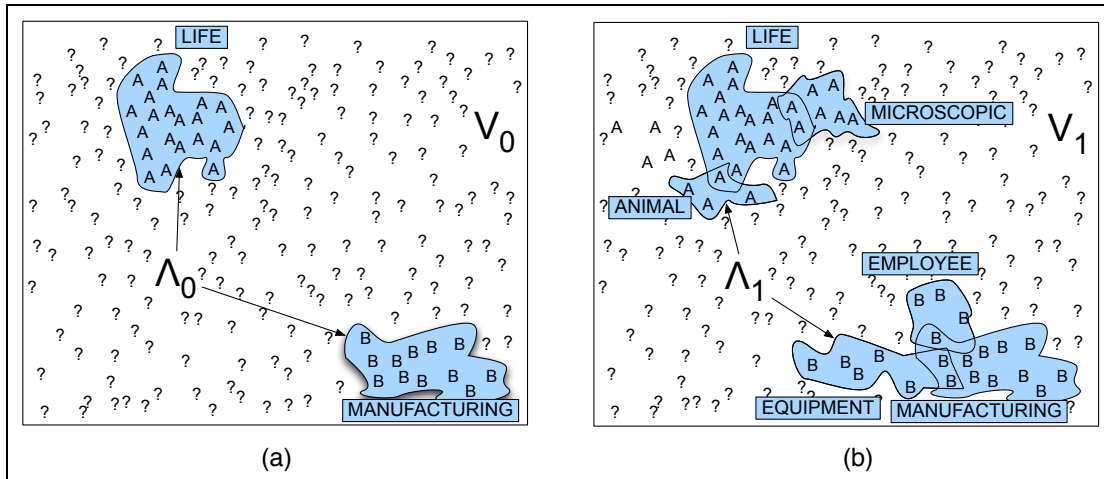 LIFE
V0
Λ0
MANUFACTURING
(a)
LIFE
MICROSCOPIC
V1
ANIMAL
Λ1
EMPLOYEE
EQUIPMENT
MANUFACTURING
(b)